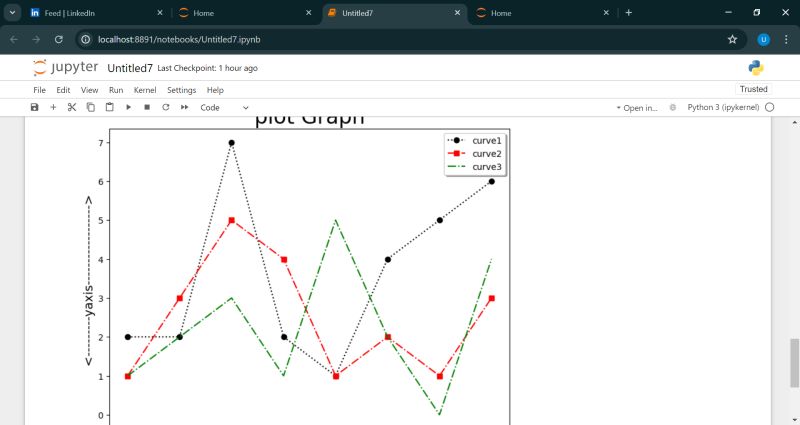 Feed | LinkedIn
Home
Untitled7
Home
localhost:8891/notebooks/Untitled7.ipynb
U
jupyter Untitled7 Last Checkpoint: 1 hour ago
File Edit View Run Kernel Settings Help
Trusted
Code
Open in...
Python 3 (ipykernel)
plot Graph
curve1
curve2
curve3
7
6
5
4
3
2
1
0
<----------yaxis---------------->